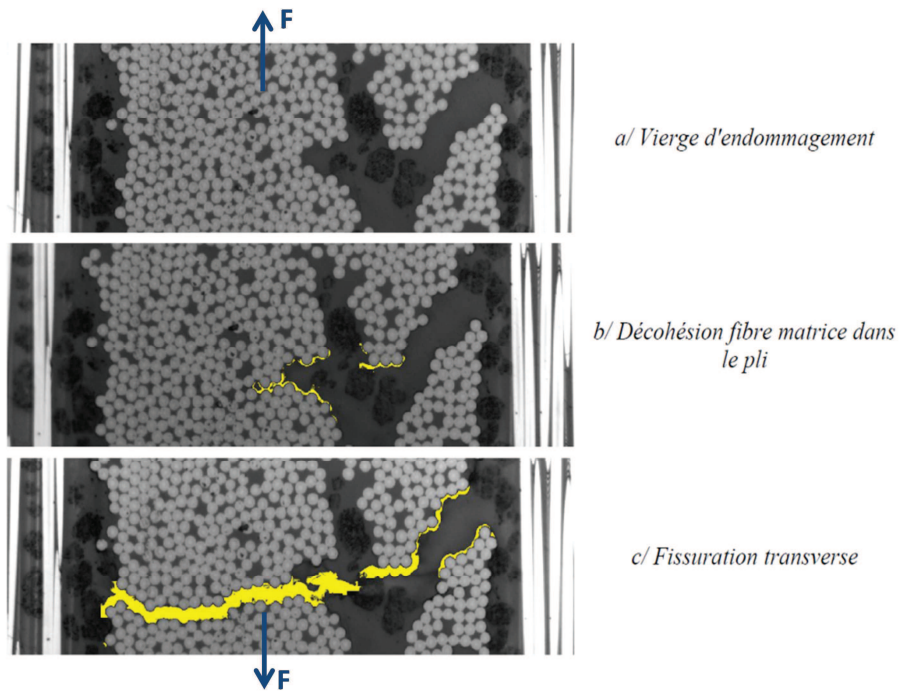 F
a/ Vierge d'endommagement
b/ Décohésion fibre matrice dans
le pli
c/ Fissuration transverse
F